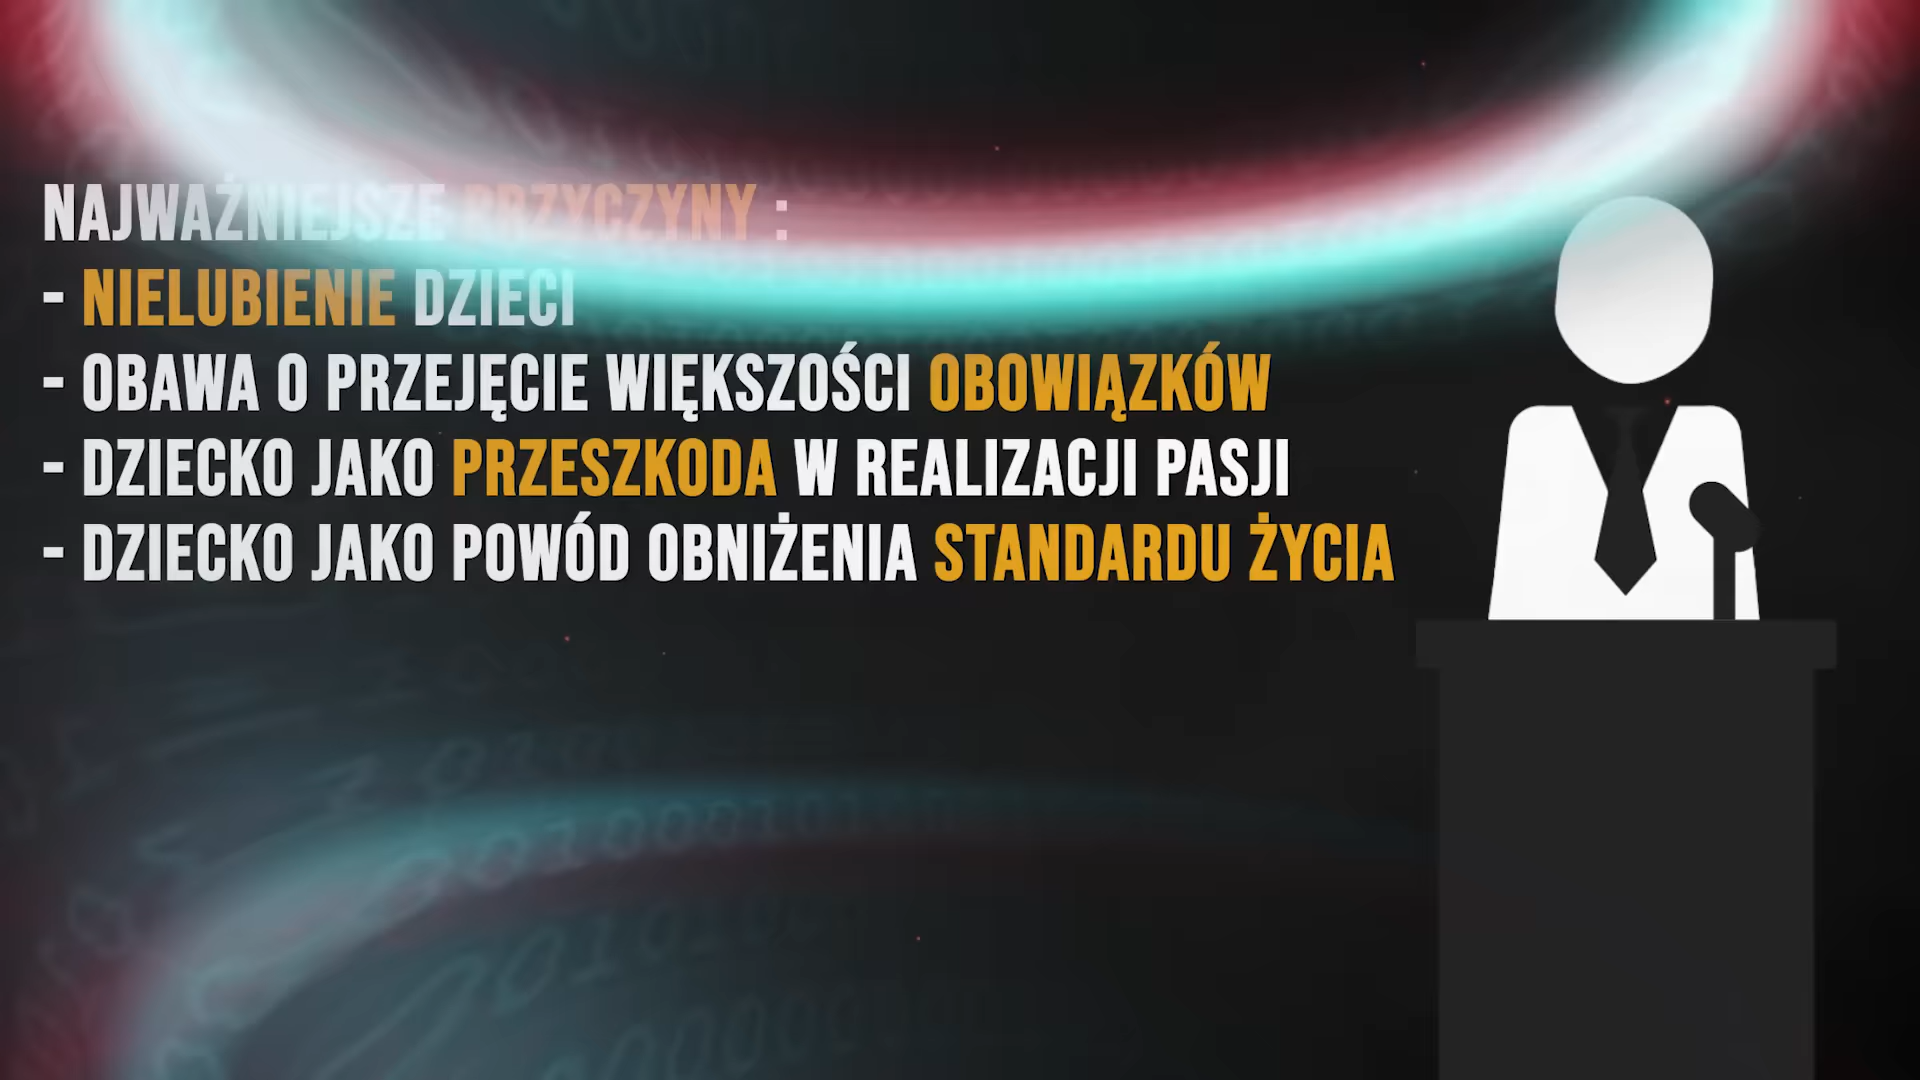 NAJWAŻNIEJSZE PRZYCZYNY :
- NIELUBIENIE DZIECI
- OBAWA O PRZEJĘCIE WIĘKSZOŚCI OBOWIĄZKÓW
- DZIECKO JAKO PRZESZKODA W REALIZACJI PASJI
- DZIECKO JAKO POWÓD OBNIŻENIA STANDARDU ŻYCIA